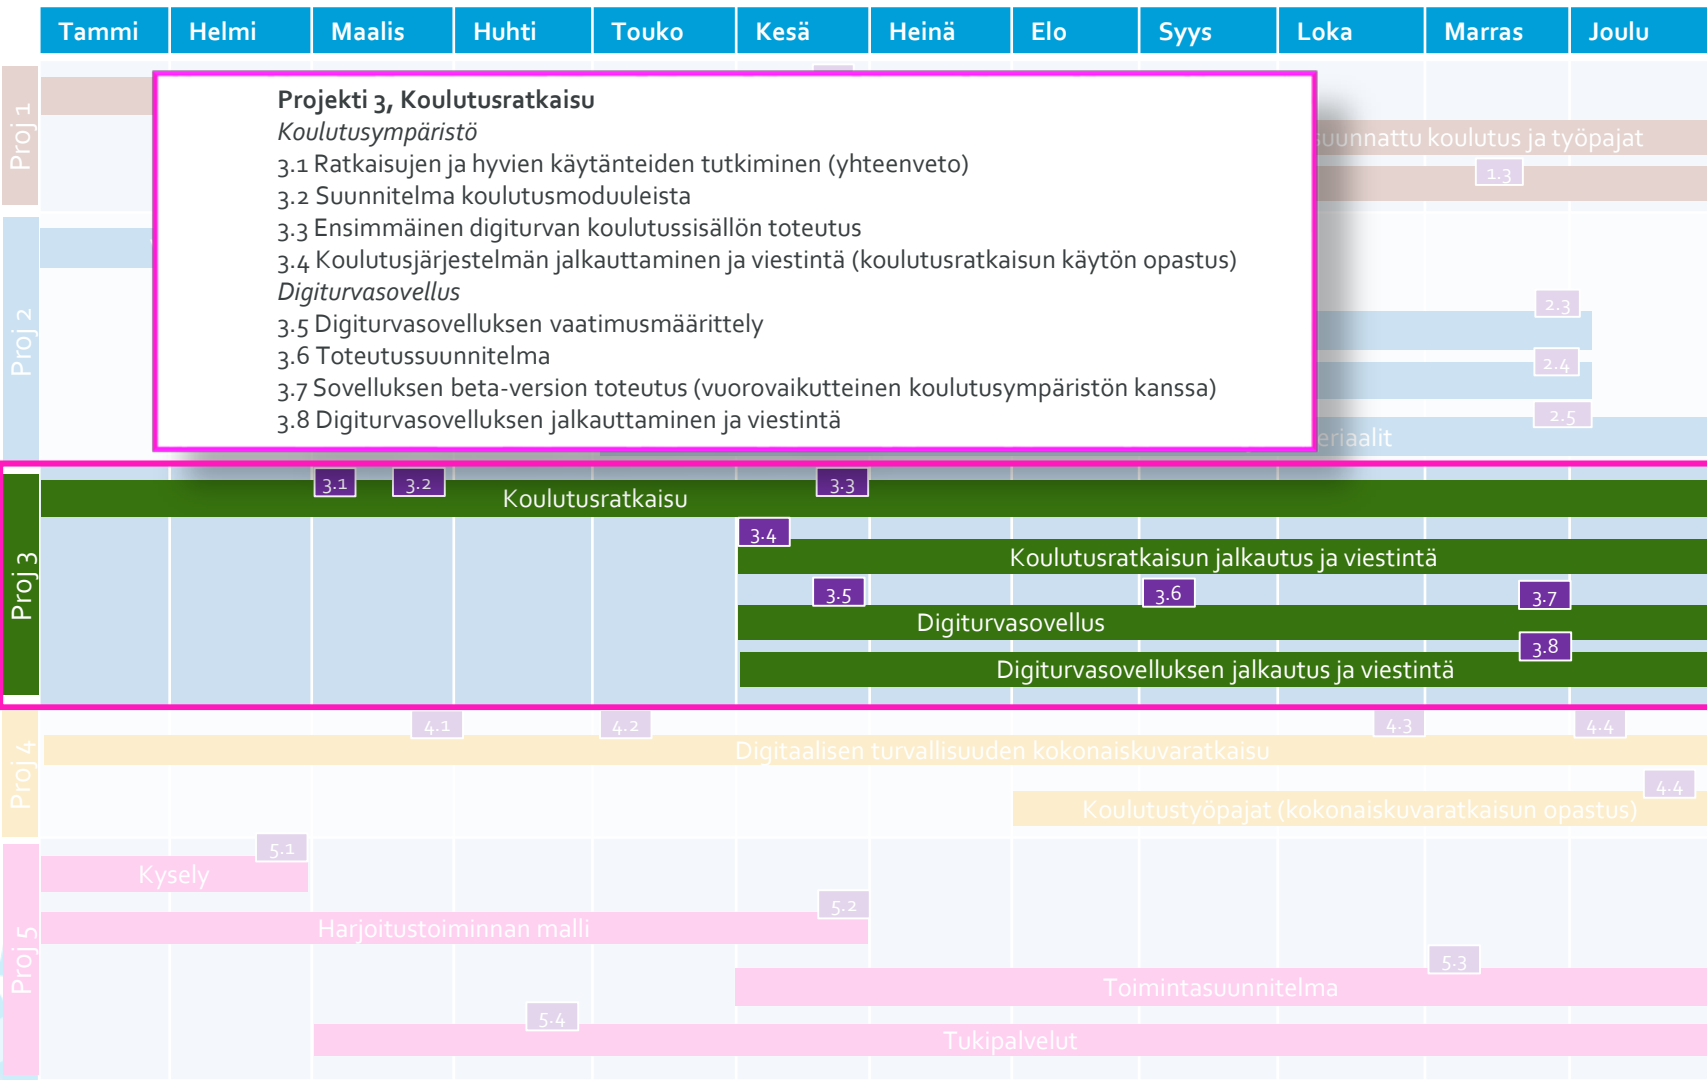 Tammi Helmi Maalis Huhti Touko Kesä Heinä Elo Syys Loka Marras Joulu
Proj 1
Projekti 3, Koulutusratkaisu
Koulutusympäristö
3.1 Ratkaisujen ja hyvien käytänteiden tutkiminen (yhteenveto)
3.2 Suunnitelma koulutusmoduuleista
3.3 Ensimmäinen digiturvan koulutussisällön toteutus
3.4 Koulutusjärjestelmän jalkauttaminen ja viestintä (koulutusratkaisun käytön opastus)
Digiturvasovellus
3.5 Digiturvasovelluksen vaatimusmäärittely
3.6 Toteutussuunnitelma
3.7 Sovelluksen beta-version toteutus (vuorovaikutteinen koulutusympäristön kanssa)
3.8 Digiturvasovelluksen jalkauttaminen ja viestintä
suunnattu koulutus ja työpajat
1.3
Proj 2
2.3
2.4
2.5
eriaalit
Proj 3
3.1 3.2 3.3
Koulutusratkaisu
3.4
Koulutusratkaisun jalkautus ja viestintä
3.5 3.6 3.7
Digiturvasovellus
3.8
Digiturvasovelluksen jalkautus ja viestintä
Proj 4
4.1 4.2 4.3 4.4
Digitaalisen turvallisuuden kokonaiskuvaratkaisu
4.4
Koulutustyöpajat (kokonaiskuvaratkaisun opastus)
Proj 5
5.1
Kysely
5.2
Harjoitustoiminnan malli
5.3
Toimintasuunnitelma
5.4
Tukipalvelut